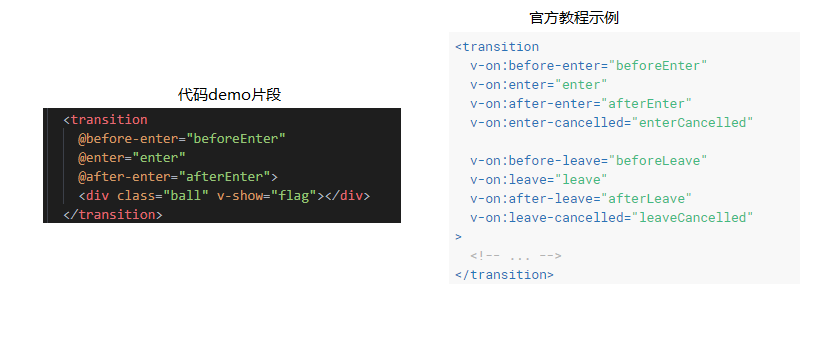 代码demo片段
<transition
@before-enter="beforeEnter"
@enter="enter"
@after-enter="afterEnter">
<div class="ball" v-show="flag"></div>
</transition>
官方教程示例
<transition
v-on:before-enter="beforeEnter"
v-on:enter="enter"
v-on:after-enter="afterEnter"
v-on:enter-cancelled="enterCancelled"
v-on:before-leave="beforeLeave"
v-on:leave="leave"
v-on:after-leave="afterLeave"
v-on:leave-cancelled="leaveCancelled"
>
<!-- ... -->
</transition>